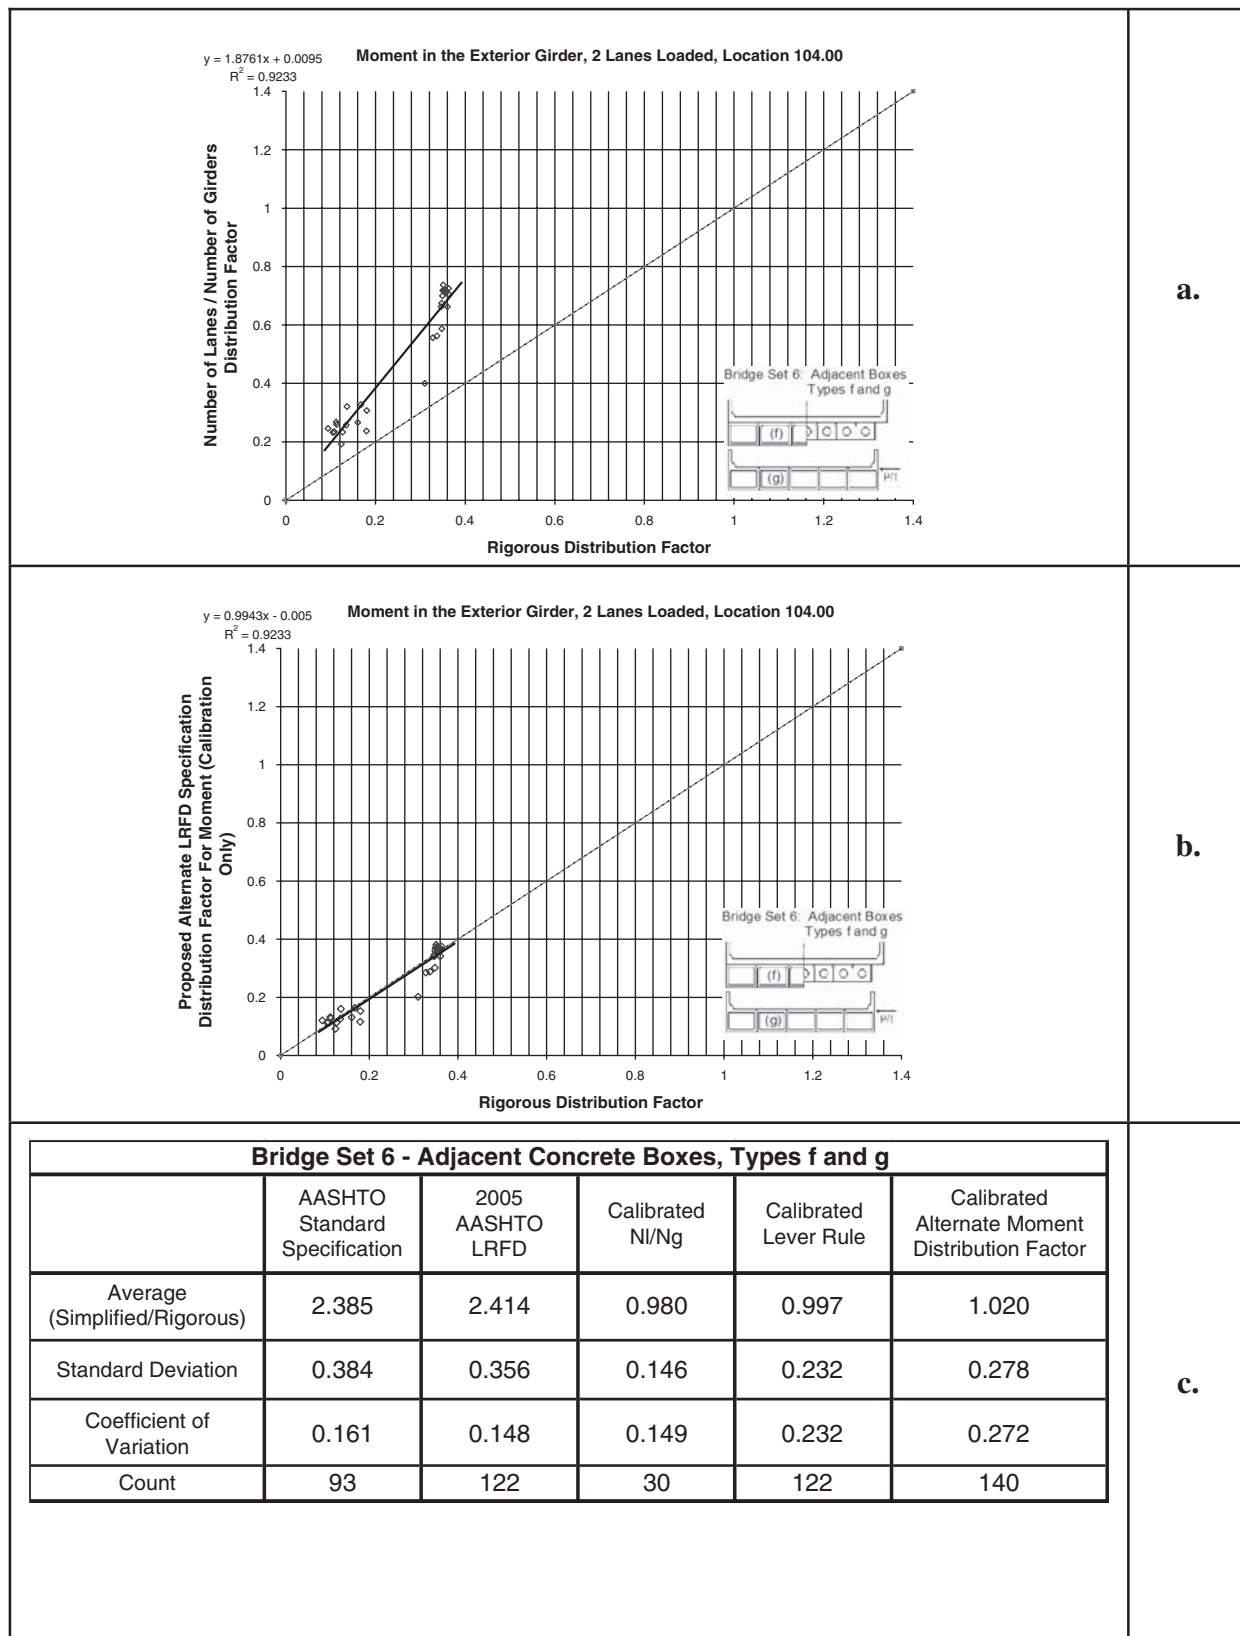 y = 1.8761x + 0.0095
R² = 0.9233
Moment in the Exterior Girder, 2 Lanes Loaded, Location 104.00
Number of Lanes / Number of Girders
Distribution Factor
1.4
1.2
1
0.8
0.6
0.4
0.2
0
0 0.2 0.4 0.6 0.8 1 1.2 1.4
Rigorous Distribution Factor
Bridge Set 6: Adjacent Boxes
Types f and g
(f)
(g)
P/T
a.
y = 0.9943x - 0.005
R² = 0.9233
Moment in the Exterior Girder, 2 Lanes Loaded, Location 104.00
Proposed Alternate LRFD Specification
Distribution Factor For Moment (Calibration
Only)
1.4
1.2
1
0.8
0.6
0.4
0.2
0
0 0.2 0.4 0.6 0.8 1 1.2 1.4
Rigorous Distribution Factor
Bridge Set 6: Adjacent Boxes
Types f and g
(f)
(g)
P/T
b.
Bridge Set 6 - Adjacent Concrete Boxes, Types f and g
AASHTO
Standard
Specification
2005
AASHTO
LRFD
Calibrated
Nl/Ng
Calibrated
Lever Rule
Calibrated
Alternate Moment
Distribution Factor
Average
(Simplified/Rigorous)
2.385 2.414 0.980 0.997 1.020
Standard Deviation 0.384 0.356 0.146 0.232 0.278
Coefficient of
Variation
0.161 0.148 0.149 0.232 0.272
Count 93 122 30 122 140
c.